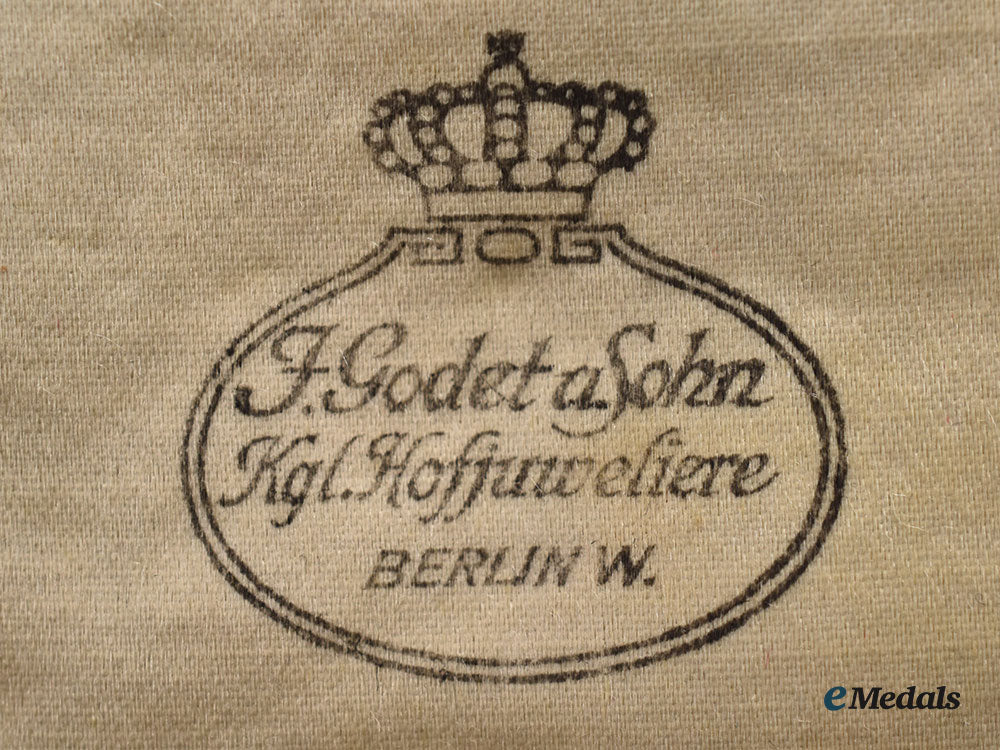 J. Godet a. Sohn
Kgl. Hofjuweliere
BERLIN W.
eMedals